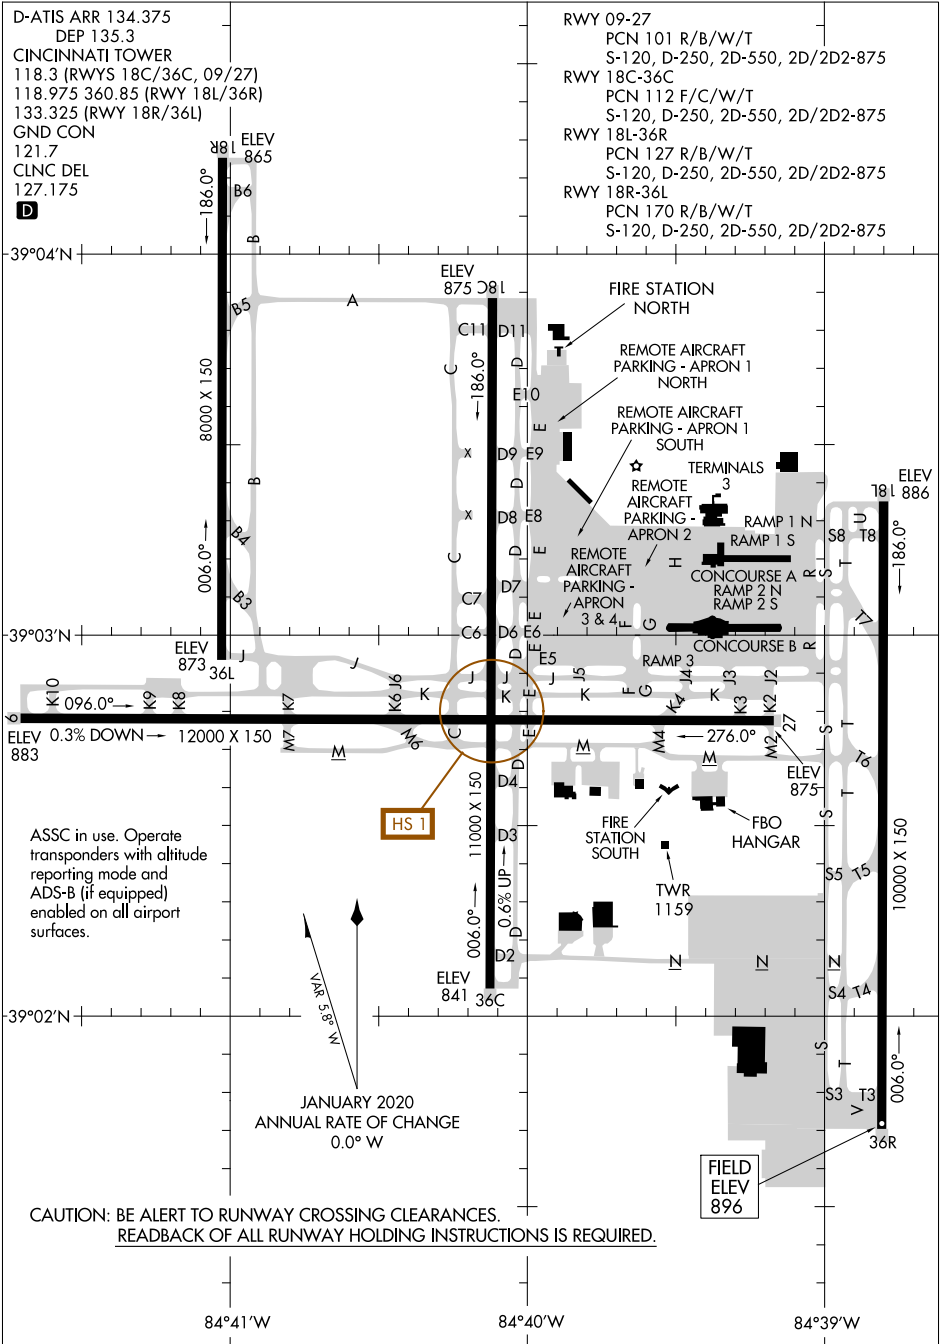 D-ATIS ARR 134.375
DEP 135.3
CINCINNATI TOWER
118.3 (RWYS 18C/36C, 09/27)
118.975 360.85 (RWY 18L/36R)
133.325 (RWY 18R/36L)
GND CON
121.7
CLNC DEL
127.175
D
RWY 09-27
PCN 101 R/B/W/T
S-120, D-250, 2D-550, 2D/2D2-875
RWY 18C-36C
PCN 112 F/C/W/T
S-120, D-250, 2D-550, 2D/2D2-875
RWY 18L-36R
PCN 127 R/B/W/T
S-120, D-250, 2D-550, 2D/2D2-875
RWY 18R-36L
PCN 170 R/B/W/T
S-120, D-250, 2D-550, 2D/2D2-875
18R
ELEV
865
186.0°
B6
B
39°04'N
B5
A
8000 X 150
B
006.0°
B4
B3
ELEV
873
36L
J
ELEV
875
18C
C11
D11
C
186.0°
D
E10
E
X
D9
E9
D
X
D8
E8
C
D
E
D7
C7
E
C6
D6
E6
D
E
E5
FIRE STATION
NORTH
REMOTE AIRCRAFT
PARKING - APRON 1
NORTH
REMOTE AIRCRAFT
PARKING - APRON 1
SOUTH
TERMINALS
3
REMOTE
AIRCRAFT
PARKING -
APRON 2
RAMP 1 N
RAMP 1 S
REMOTE
AIRCRAFT
PARKING -
APRON
3 & 4
H
CONCOURSE A
RAMP 2 N
RAMP 2 S
F
G
CONCOURSE B
RAMP 3
R
R
S
ELEV
886
18L
U
S8
T8
186.0°
T
S
T7
39°03'N
J
J6
J
J
J
J5
F
G
J4
J3
J2
K10
K9
K8
K7
K6
K
K
E
K
K4
K
K3
K2
9
096.0°
ELEV
883
0.3% DOWN
12000 X 150
M7
M
M6
C
E
D
M
M4
M
276.0°
M2
27
ELEV
875
S
T
T6
T
S
HS 1
D4
11000 X 150
D3
0.6% UP
006.0°
D
D2
ELEV
841
36C
FIRE
STATION
SOUTH
FBO
HANGAR
TWR
1159
S5
T5
10000 X 150
N
N
N
S4
T4
S
T
S3
T3
V
006.0°
36R
ASSC in use. Operate
transponders with altitude
reporting mode and
ADS-B (if equipped)
enabled on all airport
surfaces.
39°02'N
VAR 5.8° W
JANUARY 2020
ANNUAL RATE OF CHANGE
0.0° W
FIELD
ELEV
896
CAUTION: BE ALERT TO RUNWAY CROSSING CLEARANCES.
READBACK OF ALL RUNWAY HOLDING INSTRUCTIONS IS REQUIRED.
84°41'W
84°40'W
84°39'W